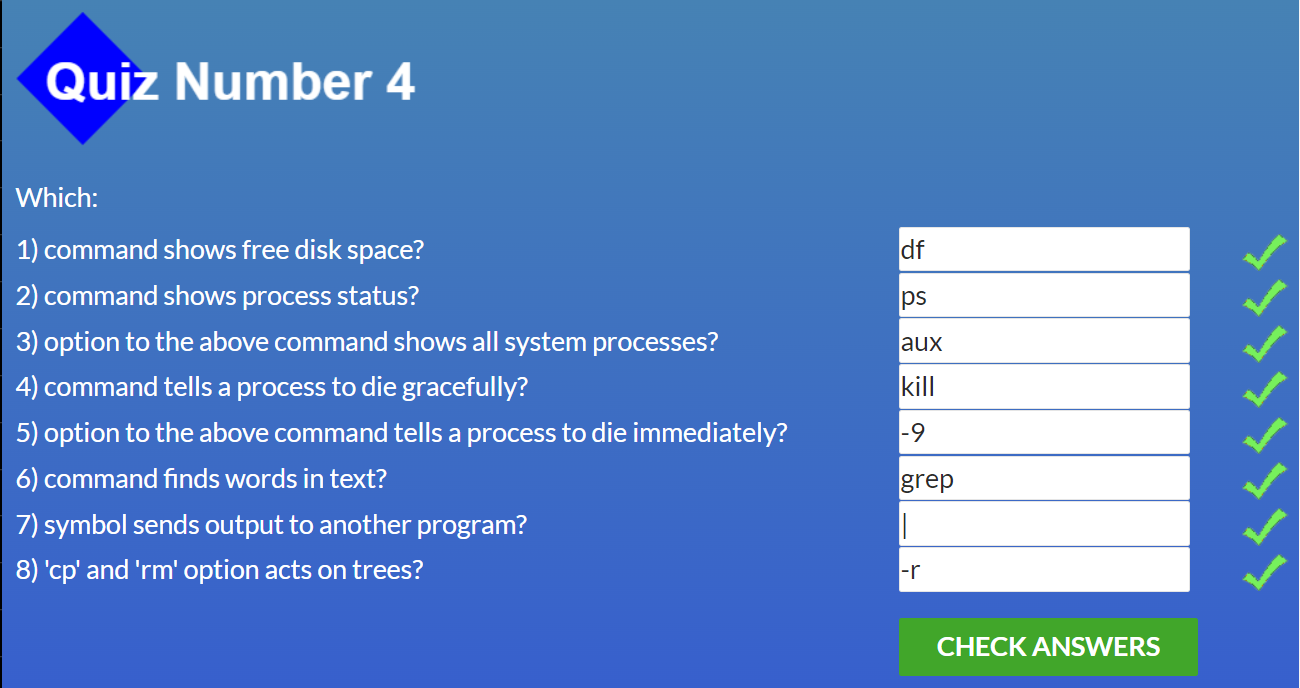 Quiz Number 4
Which:
1) command shows free disk space? df
2) command shows process status? ps
3) option to the above command shows all system processes? aux
4) command tells a process to die gracefully? kill
5) option to the above command tells a process to die immediately? -9
6) command finds words in text? grep
7) symbol sends output to another program? |
8) 'cp' and 'rm' option acts on trees? -r
CHECK ANSWERS